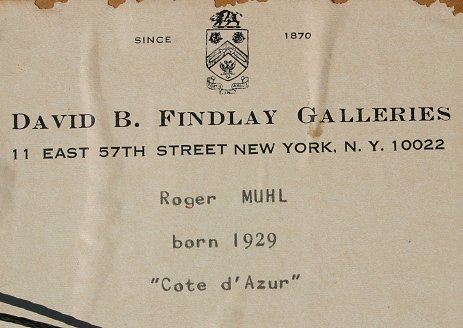 SINCE 1870
DAVID B. FINDLAY GALLERIES
11 EAST 57TH STREET NEW YORK, N. Y. 10022
Roger MUHL
born 1929
"Cote d'Azur"